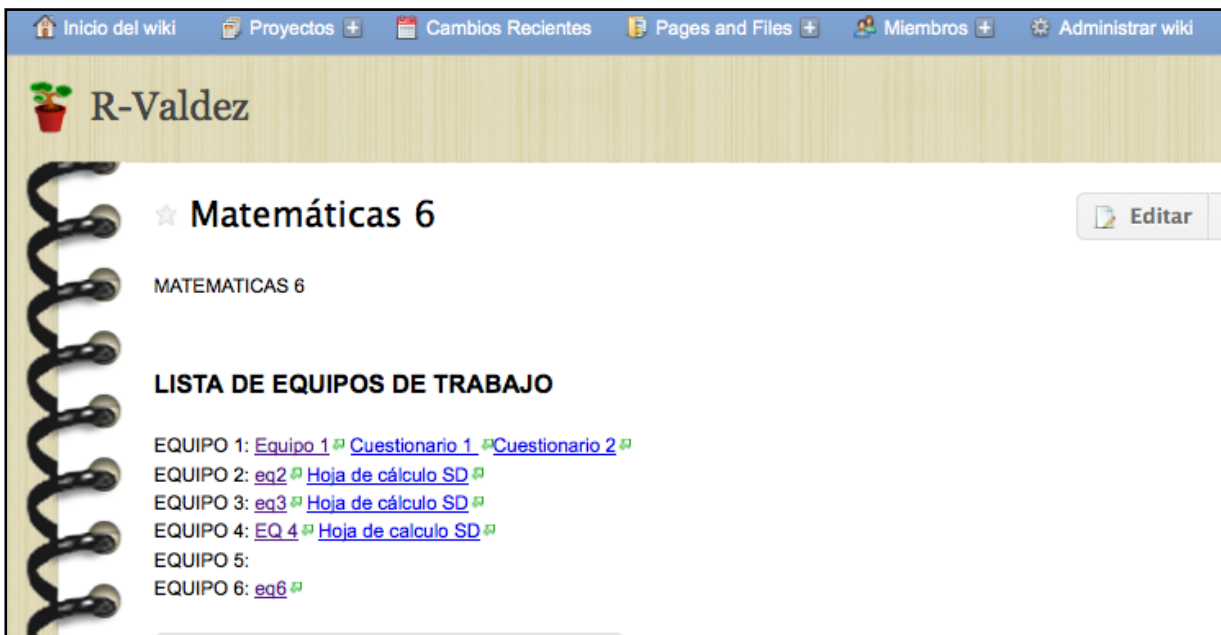 Inicio del wiki Proyectos Cambios Recientes Pages and Files Miembros Administrar wiki
R-Valdez
Matemáticas 6
Editar
MATEMATICAS 6
LISTA DE EQUIPOS DE TRABAJO
EQUIPO 1: Equipo 1 Cuestionario 1 Cuestionario 2
EQUIPO 2: eq2 Hoja de cálculo SD
EQUIPO 3: eq3 Hoja de cálculo SD
EQUIPO 4: EQ 4 Hoja de calculo SD
EQUIPO 5:
EQUIPO 6: eq6